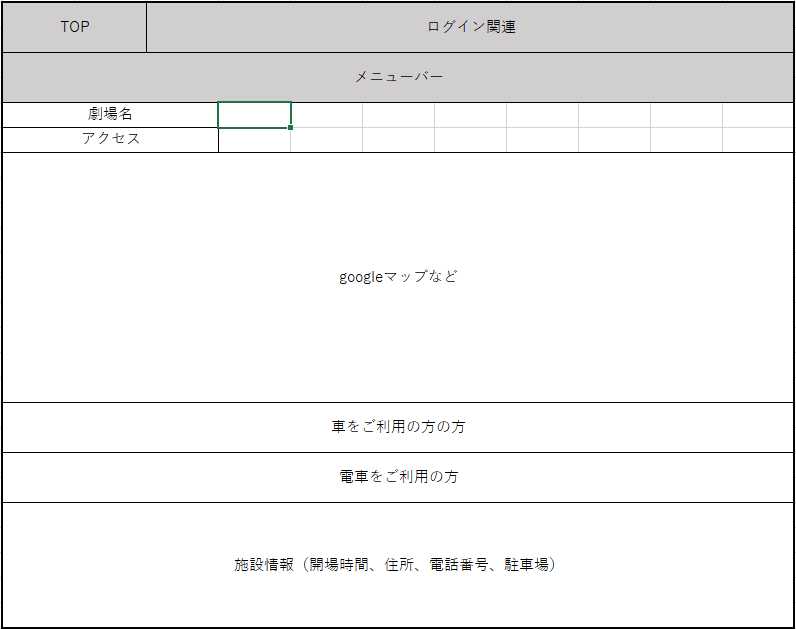 TOP
ログイン関連
メニューバー
劇場名
アクセス
googleマップなど
車をご利用の方の方
電車をご利用の方
施設情報（開場時間、住所、電話番号、駐車場）